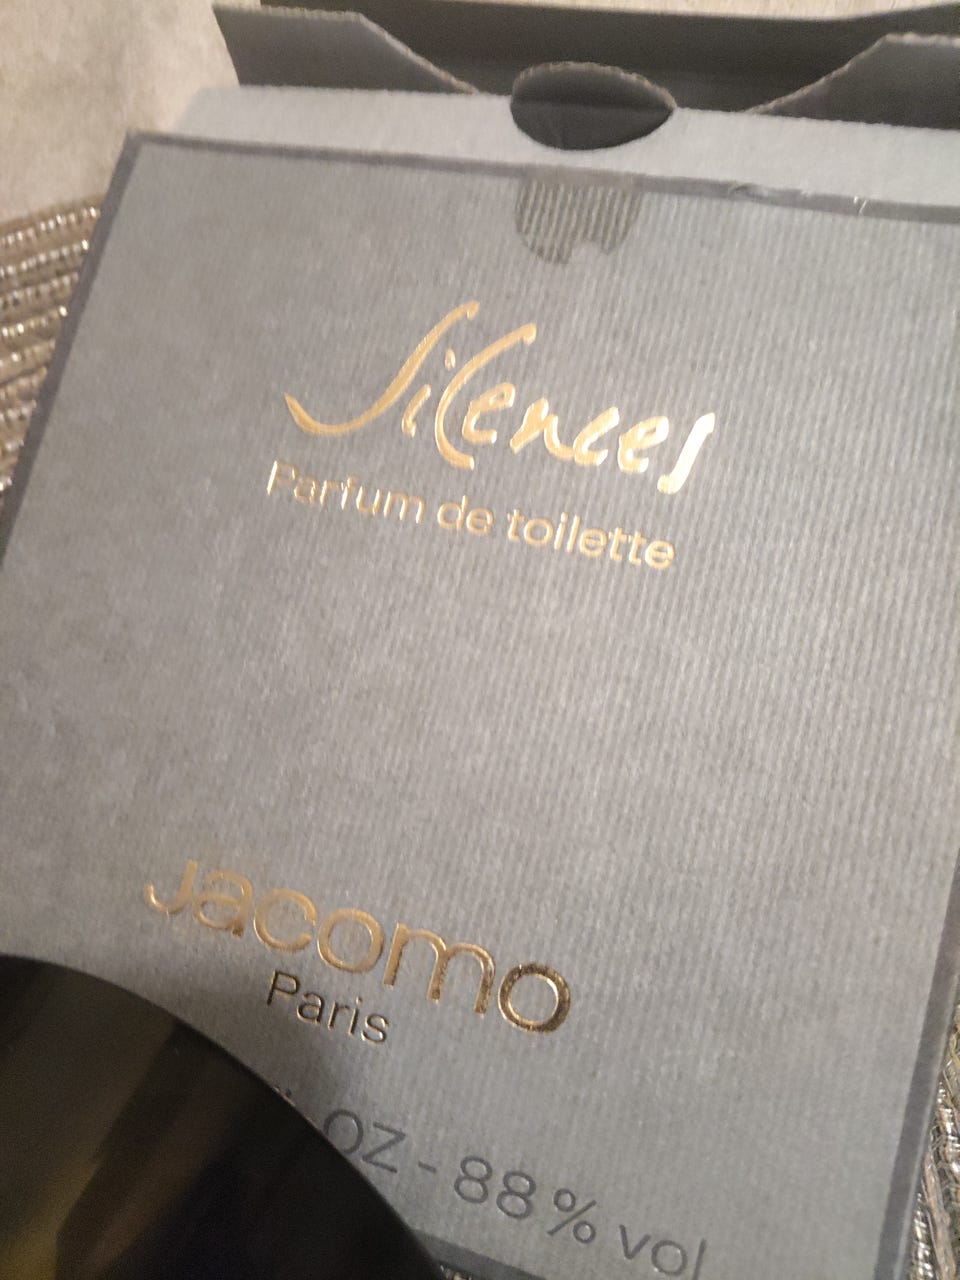 Silences
Parfum de toilette
Jacomo
Paris
OZ - 88% vol